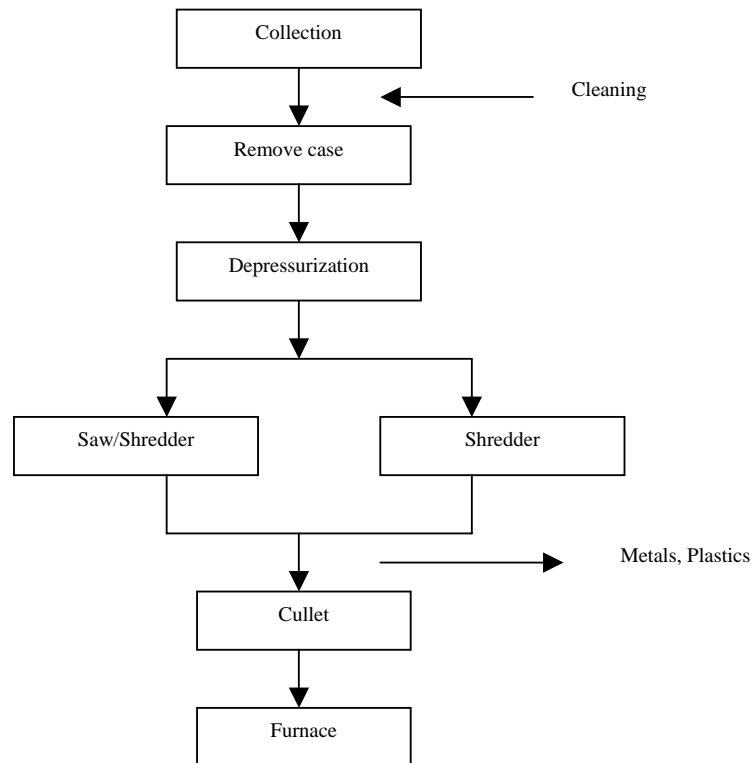 Collection
Cleaning
Remove case
Depressurization
Saw/Shredder
Shredder
Metals, Plastics
Cullet
Furnace